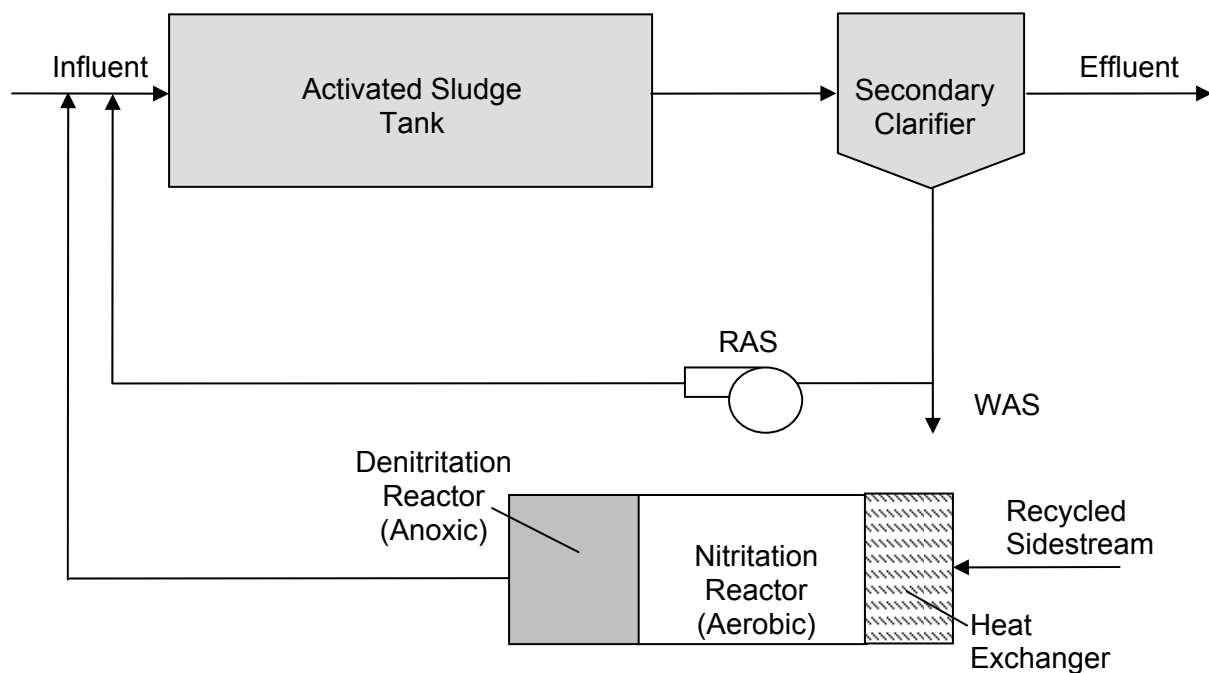 Influent
Activated Sludge
Tank
Secondary
Clarifier
Effluent
RAS
WAS
Denitritation
Reactor
(Anoxic)
Nitritation
Reactor
(Aerobic)
Recycled
Sidestream
Heat
Exchanger